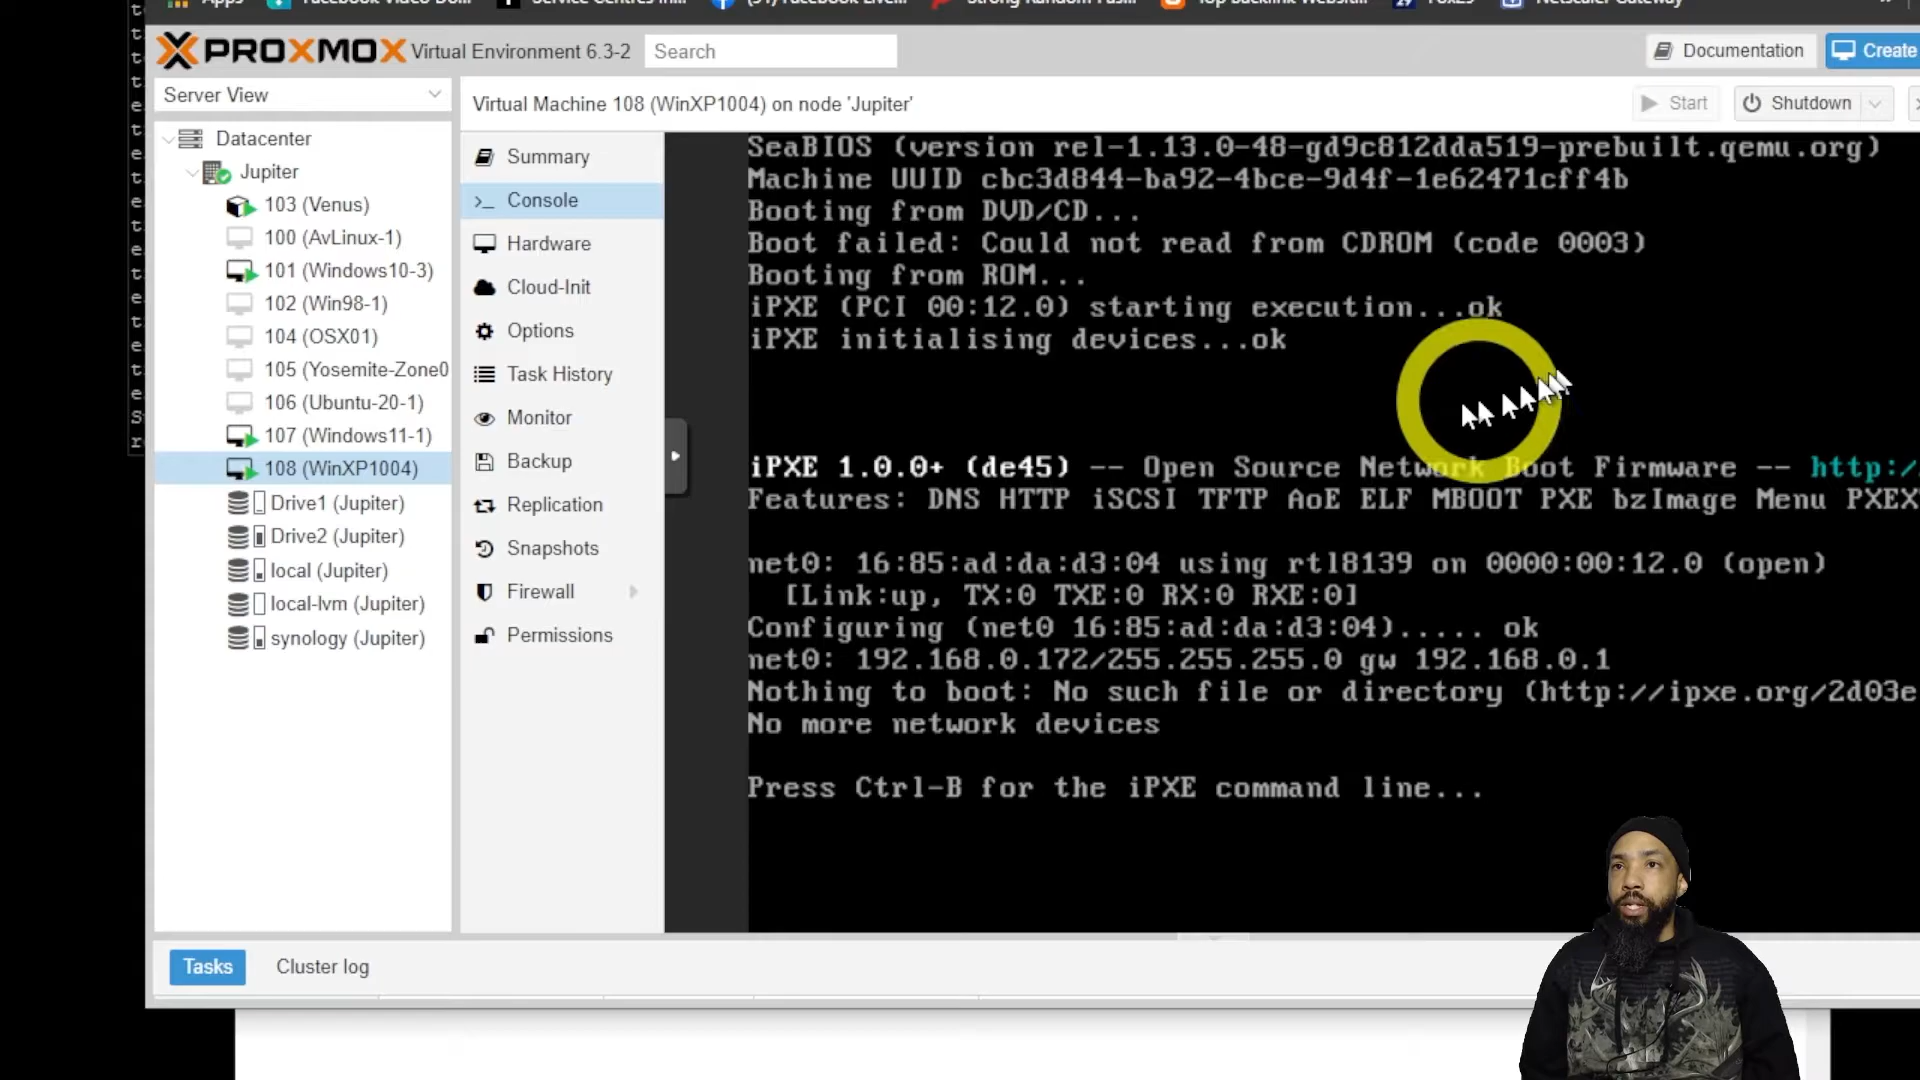 Apps
Strong Random Pas...
PROXMOX Virtual Environment 6.3-2
Search
Documentation
Create
Server View
Virtual Machine 108 (WinXP1004) on node 'Jupiter'
Start
Shutdown
Datacenter
Jupiter
103 (Venus)
100 (AvLinux-1)
101 (Windows10-3)
102 (Win98-1)
104 (OSX01)
105 (Yosemite-Zone0
106 (Ubuntu-20-1)
107 (Windows11-1)
108 (WinXP1004)
Drive1 (Jupiter)
Drive2 (Jupiter)
local (Jupiter)
local-lvm (Jupiter)
synology (Jupiter)
Summary
Console
Hardware
Cloud-Init
Options
Task History
Monitor
Backup
Replication
Snapshots
Firewall
Permissions
SeaBIOS (version rel-1.13.0-48-gd9c812dda519-prebuilt.qemu.org)
Machine UUID cbc3d844-ba92-4bce-9d4f-1e62471cff4b
Booting from DVD/CD...
Boot failed: Could not read from CDROM (code 0003)
Booting from ROM...
iPXE (PCI 00:12.0) starting execution...ok
iPXE initialising devices...ok
iPXE 1.0.0+ (de45) -- Open Source Network Boot Firmware -- http:/
Features: DNS HTTP iSCSI TFTP AoE ELF MBOOT PXE bzImage Menu PXEX
net0: 16:85:ad:da:d3:04 using rtl8139 on 0000:00:12.0 (open)
[Link:up, TX:0 TXE:0 RX:0 RXE:0]
Configuring (net0 16:85:ad:da:d3:04)..... ok
net0: 192.168.0.172/255.255.255.0 gw 192.168.0.1
Nothing to boot: No such file or directory (http://ipxe.org/2d03e
No more network devices
Press Ctrl-B for the iPXE command line...
Tasks
Cluster log